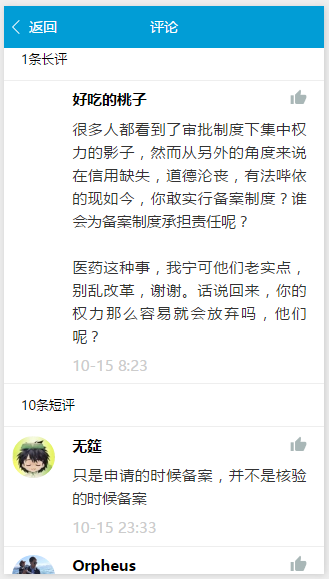 返回
评论
1条长评
好吃的桃子
很多人都看到了审批制度下集中权
力的影子，然而从另外的角度来说
在信用缺失，道德沦丧，有法哔依
的现如今，你敢实行备案制度？谁
会为备案制度承担责任呢？
医药这种事，我宁可他们老实点，
别乱改革，谢谢。话说回来，你的
权力那么容易就会放弃吗，他们
呢？
10-15 8:23
10条短评
无筵
只是申请的时候备案，并不是核验
的时候备案
10-15 23:33
Orpheus